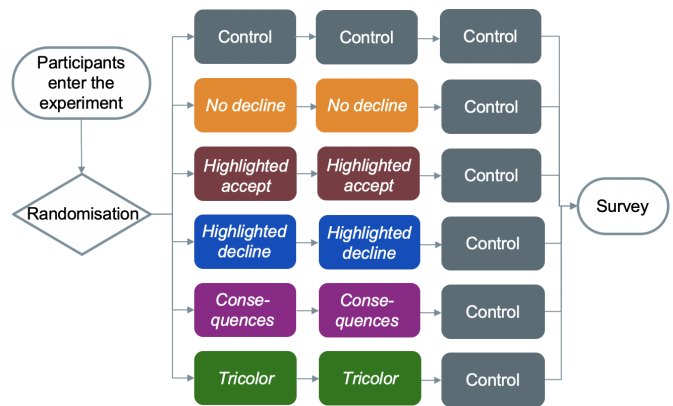 Participants
enter the
experiment
Randomisation
Control
Control
Control
No decline
No decline
Control
Highlighted
accept
Highlighted
accept
Control
Highlighted
decline
Highlighted
decline
Control
Conse-
quences
Conse-
quences
Control
Tricolor
Tricolor
Control
Survey